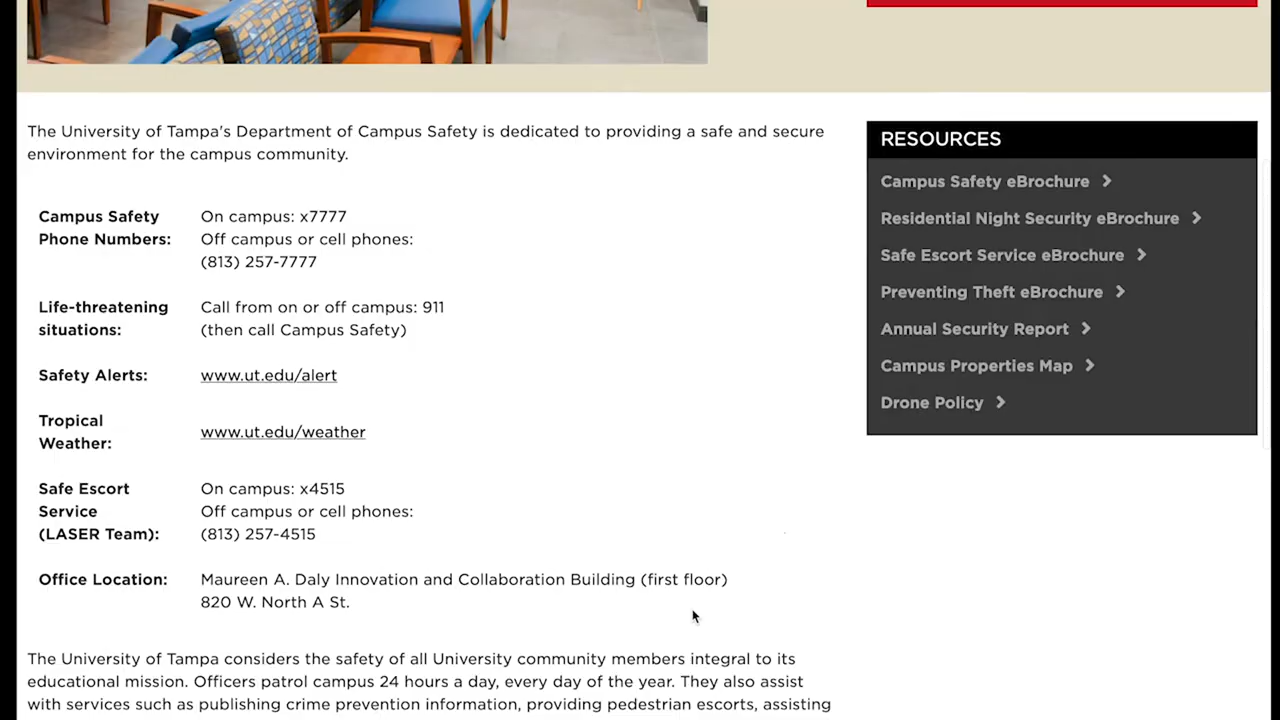 The University of Tampa's Department of Campus Safety is dedicated to providing a safe and secure
environment for the campus community.
Campus Safety
Phone Numbers:
On campus: x7777
Off campus or cell phones:
(813) 257-7777
Life-threatening
situations:
Call from on or off campus: 911
(then call Campus Safety)
Safety Alerts:
www.ut.edu/alert
Tropical
Weather:
www.ut.edu/weather
Safe Escort
Service
(LASER Team):
On campus: x4515
Off campus or cell phones:
(813) 257-4515
Office Location:
Maureen A. Daly Innovation and Collaboration Building (first floor)
820 W. North A St.
The University of Tampa considers the safety of all University community members integral to its
educational mission. Officers patrol campus 24 hours a day, every day of the year. They also assist
with services such as publishing crime prevention information, providing pedestrian escorts, assisting
RESOURCES
Campus Safety eBrochure
Residential Night Security eBrochure
Safe Escort Service eBrochure
Preventing Theft eBrochure
Annual Security Report
Campus Properties Map
Drone Policy